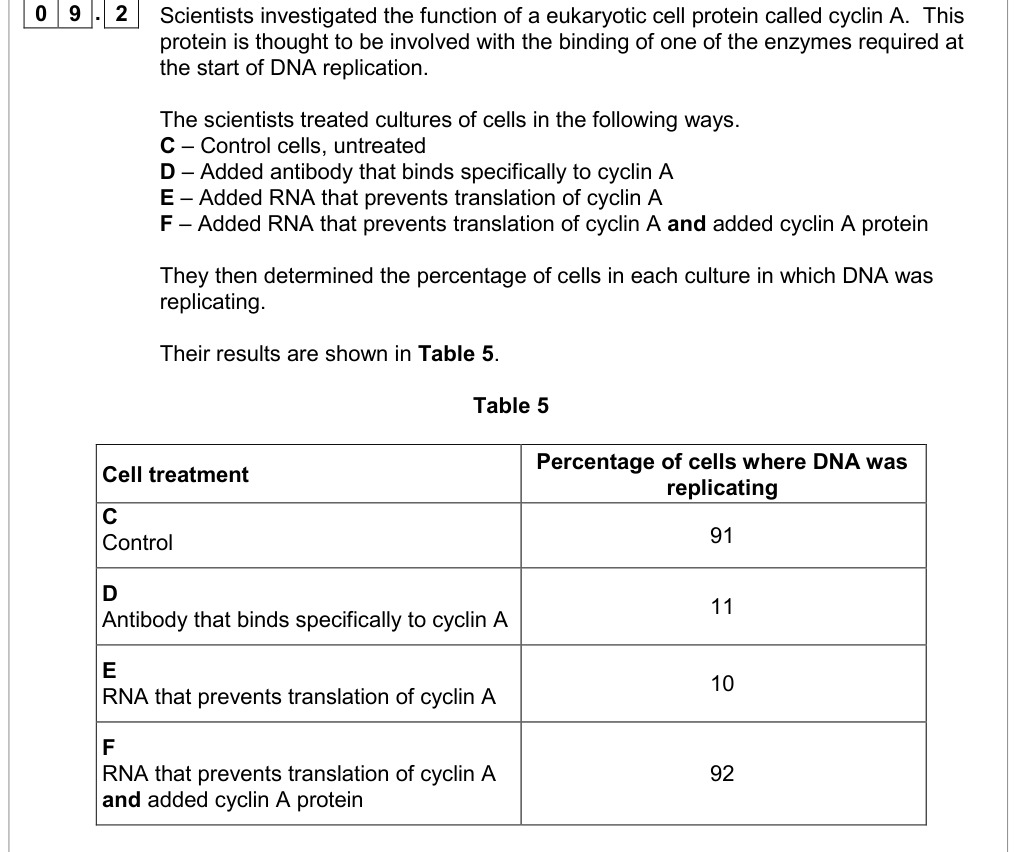 0 9 . 2 Scientists investigated the function of a eukaryotic cell protein called cyclin A. This
protein is thought to be involved with the binding of one of the enzymes required at
the start of DNA replication.
The scientists treated cultures of cells in the following ways.
C – Control cells, untreated
D – Added antibody that binds specifically to cyclin A
E – Added RNA that prevents translation of cyclin A
F – Added RNA that prevents translation of cyclin A and added cyclin A protein
They then determined the percentage of cells in each culture in which DNA was
replicating.
Their results are shown in Table 5.
Table 5
Cell treatment
Percentage of cells where DNA was
replicating
C
Control
91
D
Antibody that binds specifically to cyclin A
11
E
RNA that prevents translation of cyclin A
10
F
RNA that prevents translation of cyclin A
and added cyclin A protein
92